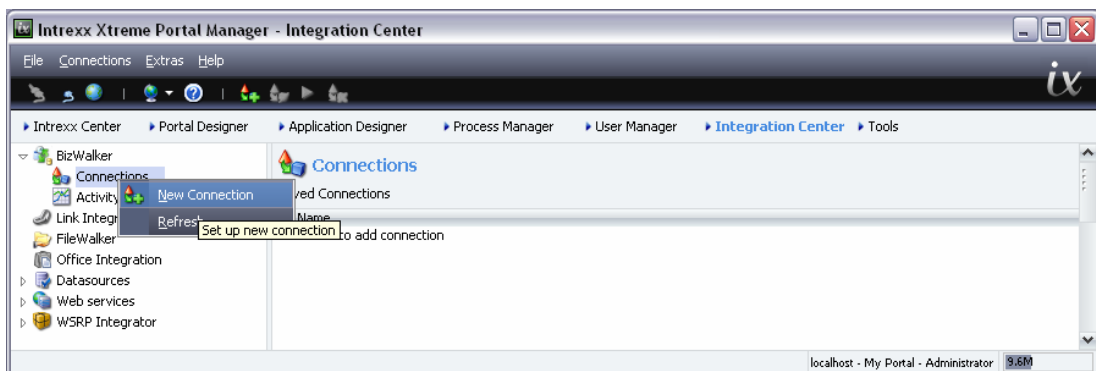 Intrexx Xtreme Portal Manager - Integration Center
File Connections Extras Help
ix
Intrexx Center Portal Designer Application Designer Process Manager User Manager Integration Center Tools
BizWalker
Connections
Activity
Link Integr
FileWalker
Office Integration
Datasources
Web services
WSRP Integrator
New Connection
Refresh
Set up new connection
Connections
ved Connections
Name
to add connection
localhost - My Portal - Administrator 9.6M